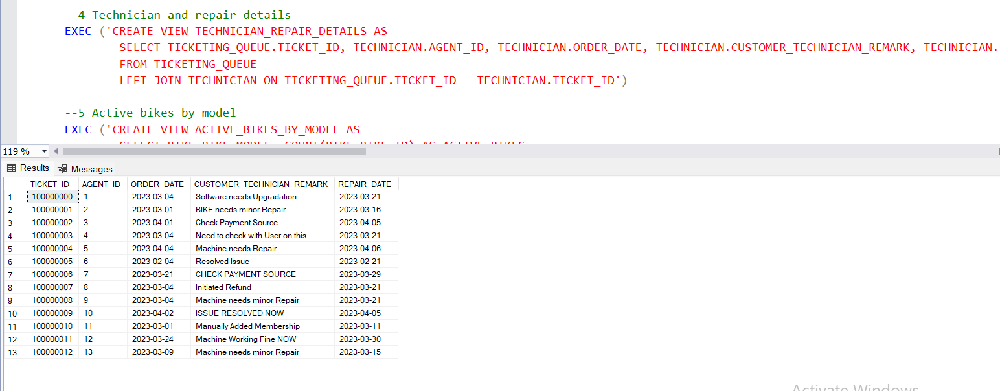 --4 Technician and repair details
EXEC ('CREATE VIEW TECHNICIAN_REPAIR_DETAILS AS
SELECT TICKETING_QUEUE.TICKET_ID, TECHNICIAN.AGENT_ID, TECHNICIAN.ORDER_DATE, TECHNICIAN.CUSTOMER_TECHNICIAN_REMARK, TECHNICIAN.
FROM TICKETING_QUEUE
LEFT JOIN TECHNICIAN ON TICKETING_QUEUE.TICKET_ID = TECHNICIAN.TICKET_ID')
--5 Active bikes by model
EXEC ('CREATE VIEW ACTIVE_BIKES_BY_MODEL AS
SELECT BIKE.BIKE_MODEL, COUNT(BIKE.BIKE_ID) AS ACTIVE_BIKES
119 %
Results Messages
TICKET_ID AGENT_ID ORDER_DATE CUSTOMER_TECHNICIAN_REMARK REPAIR_DATE
1 100000000 1 2023-03-04 Software needs Upgradation 2023-03-21
2 100000001 2 2023-03-01 BIKE needs minor Repair 2023-03-16
3 100000002 3 2023-04-01 Check Payment Source 2023-04-05
4 100000003 4 2023-03-04 Need to check with User on this 2023-03-21
5 100000004 5 2023-04-04 Machine needs Repair 2023-04-06
6 100000005 6 2023-02-04 Resolved Issue 2023-02-21
7 100000006 7 2023-03-21 CHECK PAYMENT SOURCE 2023-03-29
8 100000007 8 2023-03-04 Initiated Refund 2023-03-21
9 100000008 9 2023-03-04 Machine needs minor Repair 2023-03-21
10 100000009 10 2023-04-02 ISSUE RESOLVED NOW 2023-04-05
11 100000010 11 2023-03-01 Manually Added Membership 2023-03-11
12 100000011 12 2023-03-24 Machine Working Fine NOW 2023-03-30
13 100000012 13 2023-03-09 Machine needs minor Repair 2023-03-15
Activate Windows